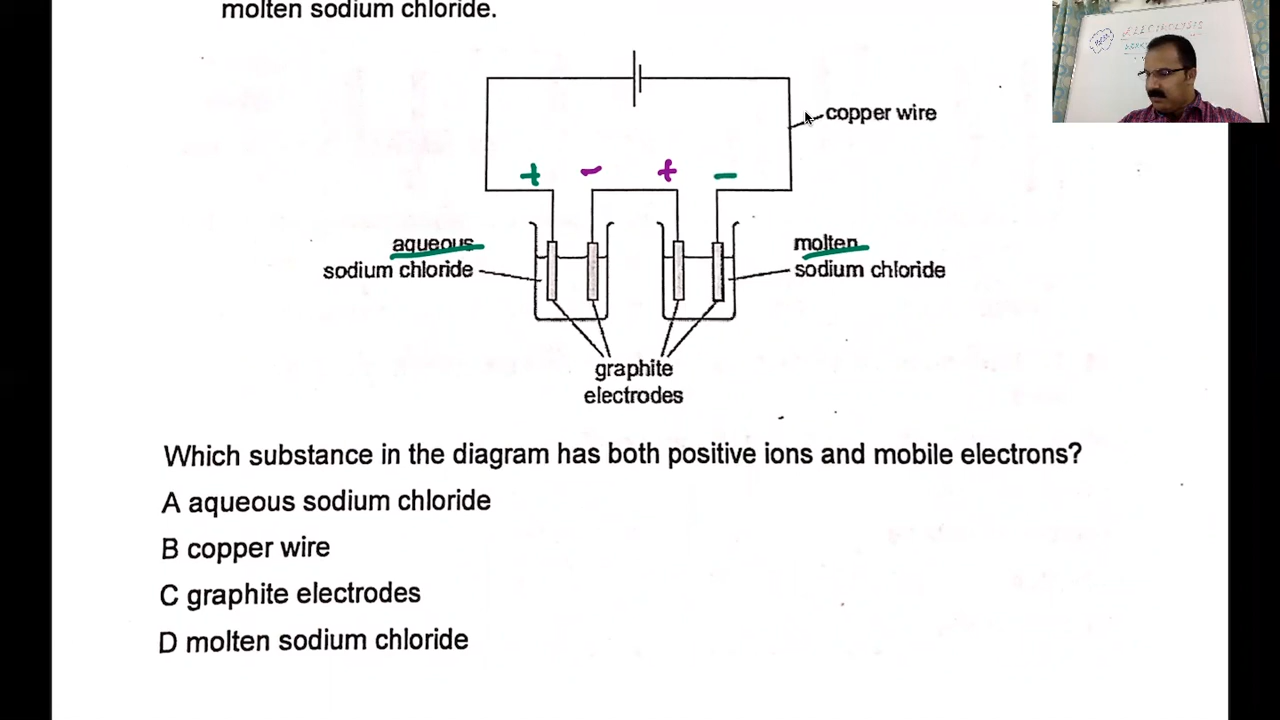 molten sodium chloride.
ELECTROLYSIS
copper wire
+ - + -
aqueous
sodium chloride
molten
sodium chloride
graphite
electrodes
Which substance in the diagram has both positive ions and mobile electrons?
A aqueous sodium chloride
B copper wire
C graphite electrodes
D molten sodium chloride